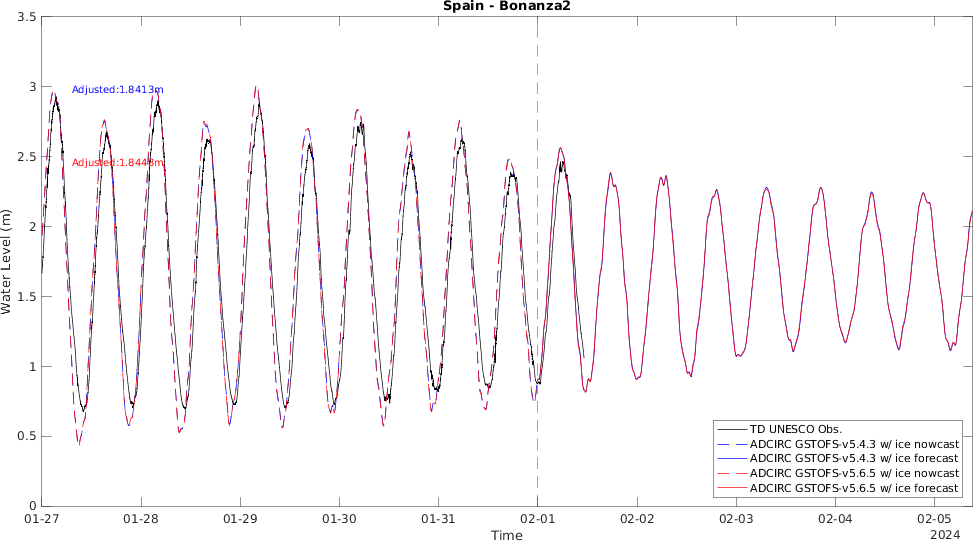 Spain - Bonanza2
3.5
3
2.5
2
1.5
1
0.5
0
Water Level (m)
Adjusted:1.8413m
Adjusted:1.8443m
TD UNESCO Obs.
ADCIRC GSTOFS-v5.4.3 w/ ice nowcast
ADCIRC GSTOFS-v5.4.3 w/ ice forecast
ADCIRC GSTOFS-v5.6.5 w/ ice nowcast
ADCIRC GSTOFS-v5.6.5 w/ ice forecast
01-27 01-28 01-29 01-30 01-31 02-01 02-02 02-03 02-04 02-05
Time
2024